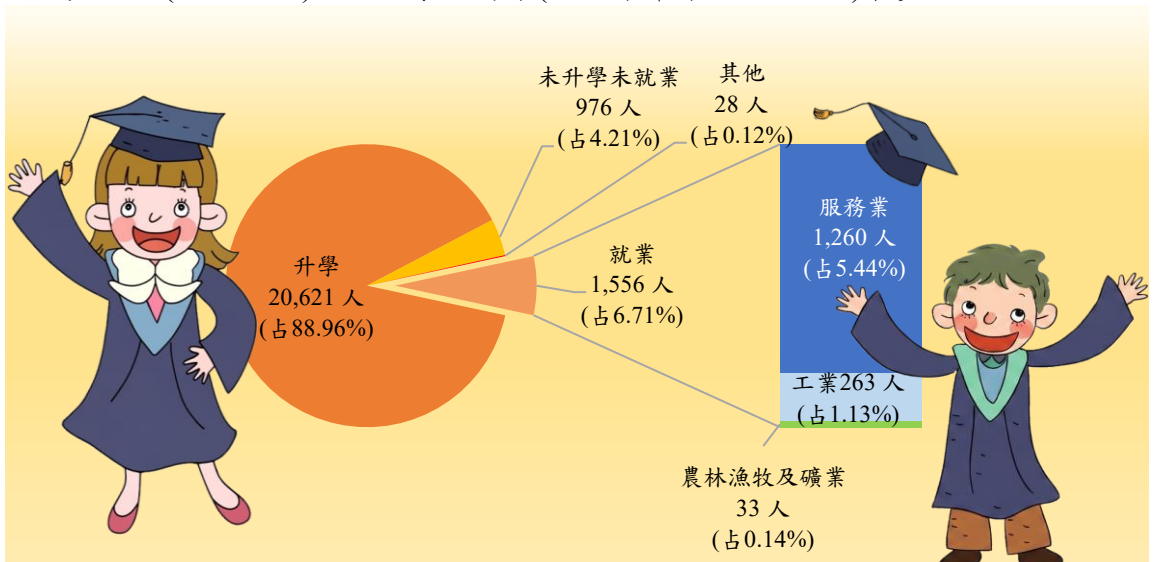 未升學未就業
976 人
(占4.21%)
其他
28 人
(占0.12%)
升學
20,621 人
(占88.96%)
就業
1,556 人
(占6.71%)
服務業
1,260 人
(占5.44%)
工業263 人
(占1.13%)
農林漁牧及礦業
33 人
(占0.14%)